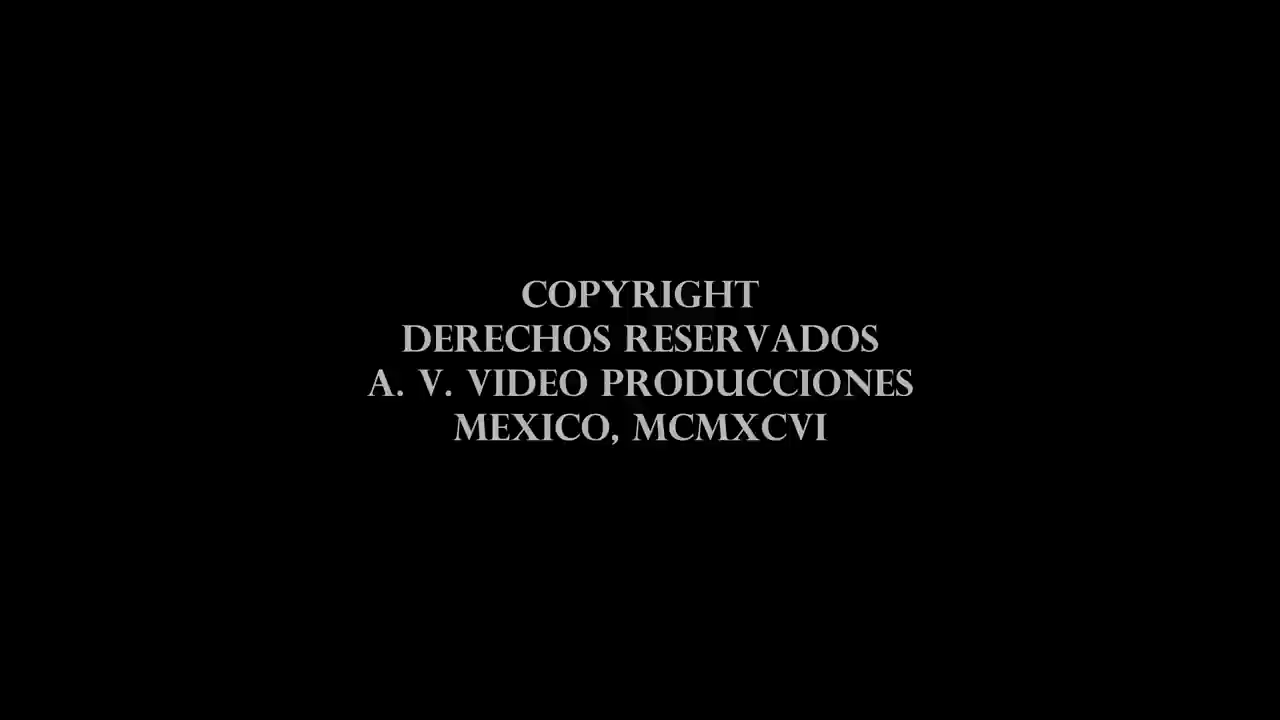 COPYRIGHT
DERECHOS RESERVADOS
A. V. VIDEO PRODUCCIONES
MEXICO, MCMXCVI